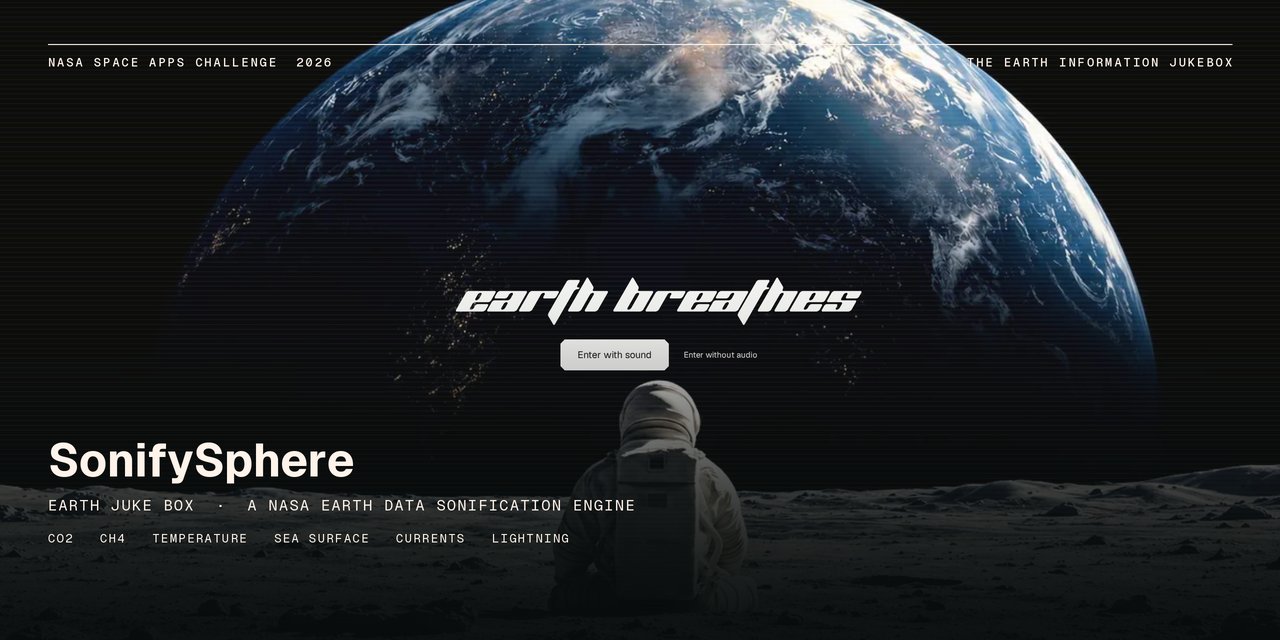 NASA SPACE APPS CHALLENGE 2026
THE EARTH INFORMATION JUKEBOX
earth breathes
Enter with sound
Enter without audio
SonifySphere
EARTH JUKE BOX · A NASA EARTH DATA SONIFICATION ENGINE
CO2 CH4 TEMPERATURE SEA SURFACE CURRENTS LIGHTNING